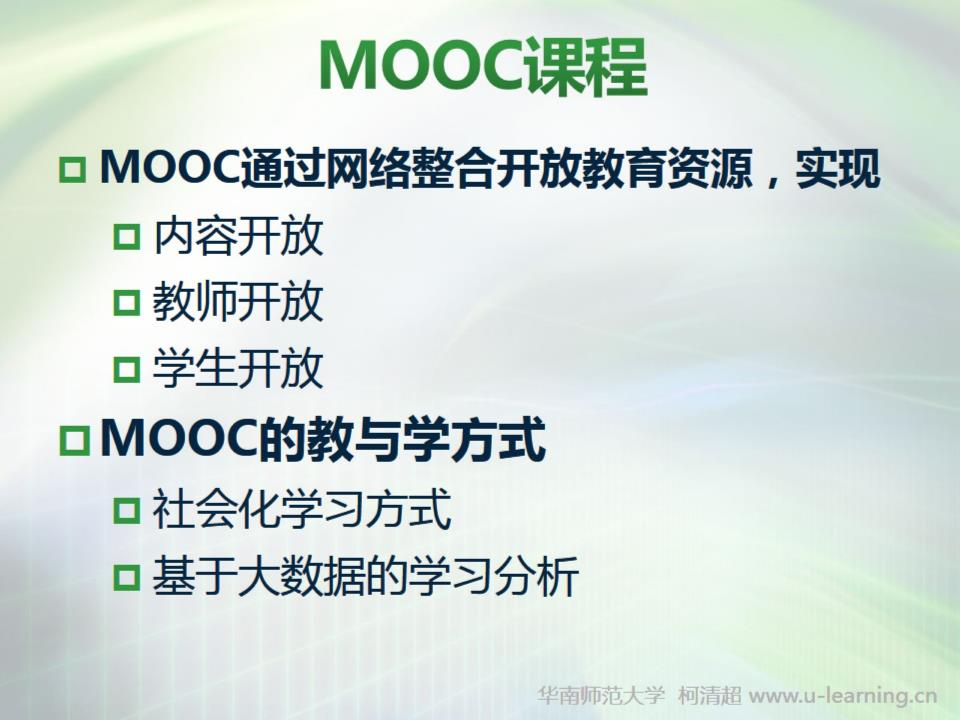 MOOC课程
MOOC通过网络整合开放教育资源，实现
内容开放
教师开放
学生开放
MOOC的教与学方式
社会化学习方式
基于大数据的学习分析
华南师范大学 柯清超 www.u-learning.cn